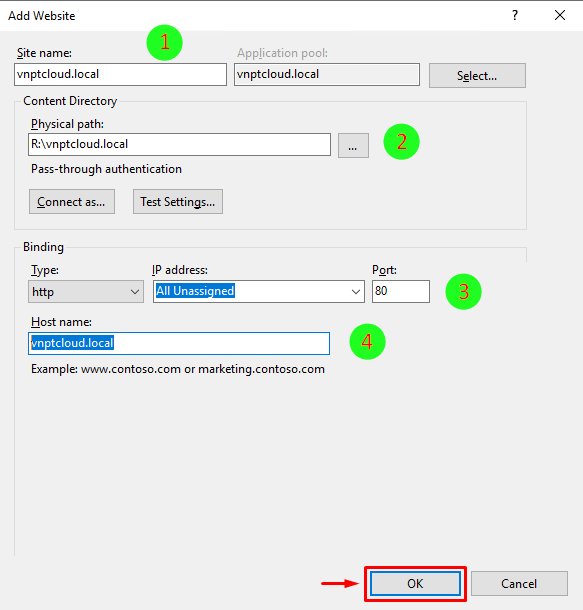 Add Website
?
1
Site name:
Application pool:
vnptcloud.local
vnptcloud.local
Select...
Content Directory
Physical path:
R:\vnptcloud.local
...
2
Pass-through authentication
Connect as...
Test Settings...
Binding
Type:
IP address:
Port:
http
All Unassigned
80
3
Host name:
vnptcloud.local
4
Example: www.contoso.com or marketing.contoso.com
OK
Cancel